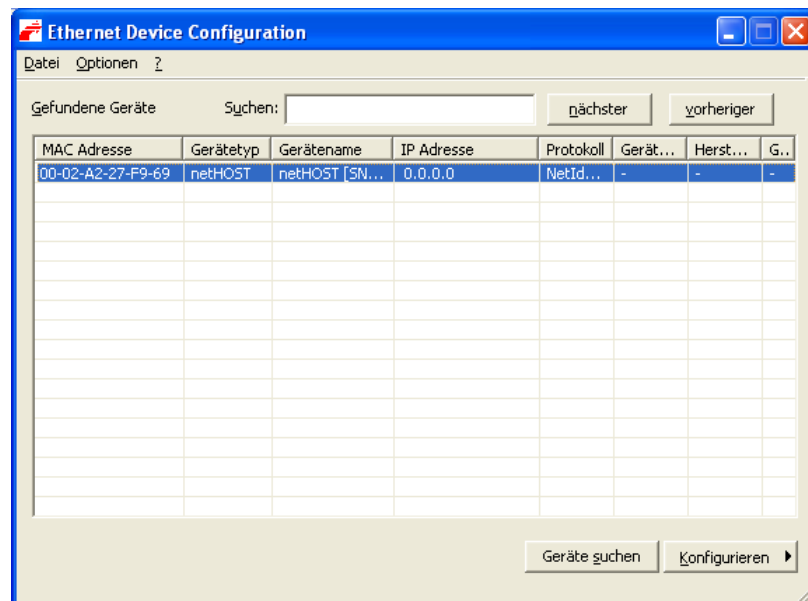 Ethernet Device Configuration
Datei Optionen ?
Gefundene Geräte Suchen: nächster vorheriger
MAC Adresse Gerätetyp Gerätename IP Adresse Protokoll Gerät... Herst... G...
00-02-A2-27-F9-69 netHOST netHOST [SN... 0.0.0.0 NetId... - - -
Geräte suchen Konfigurieren